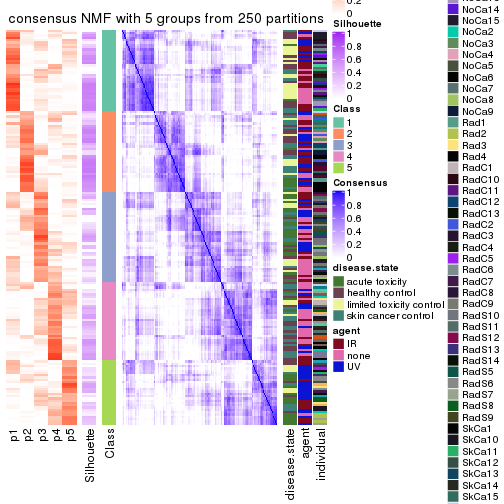 consensus NMF with 5 groups from 250 partitions
p1
p2
p3
p4
p5
Silhouette
Class
disease.state
agent
individual
0.2
0
Silhouette
1
0.8
0.6
0.4
0.2
0
Class
1
2
3
4
5
Consensus
1
0.8
0.6
0.4
0.2
0
disease.state
acute toxicity
healthy control
limited toxicity control
skin cancer control
agent
IR
none
UV
NoCa14
NoCa15
NoCa2
NoCa3
NoCa4
NoCa5
NoCa6
NoCa7
NoCa8
NoCa9
Rad1
Rad2
Rad3
Rad4
RadC1
RadC10
RadC11
RadC12
RadC13
RadC2
RadC3
RadC4
RadC5
RadC6
RadC7
RadC8
RadC9
RadS10
RadS11
RadS12
RadS13
RadS14
RadS5
RadS6
RadS7
RadS8
RadS9
SkCa1
SkCa10
SkCa11
SkCa12
SkCa13
SkCa14
SkCa15